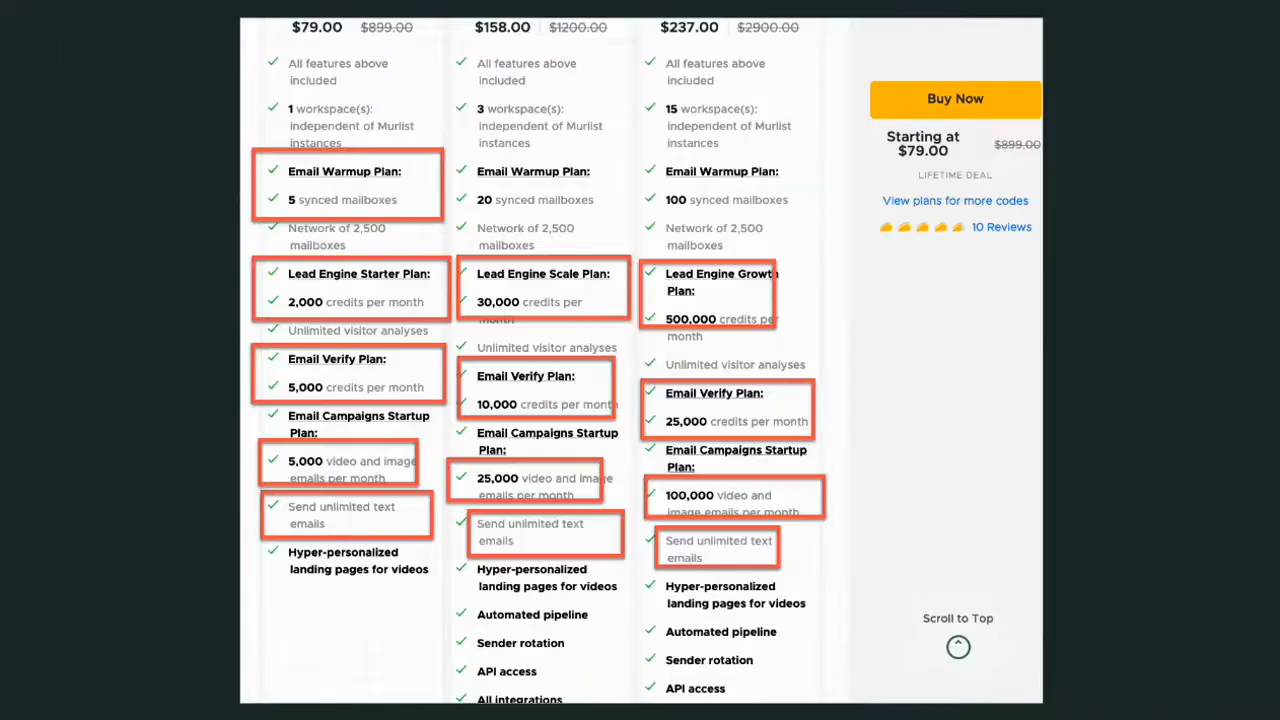 $79.00 $899.00
All features above
included
1 workspace(s):
independent of Murlist
instances
Email Warmup Plan:
5 synced mailboxes
Network of 2,500
mailboxes
Lead Engine Starter Plan:
2,000 credits per month
Unlimited visitor analyses
Email Verify Plan:
5,000 credits per month
Email Campaigns Startup
Plan:
5,000 video and image
emails per month
Send unlimited text
emails
Hyper-personalized
landing pages for videos
$158.00 $1200.00
All features above
included
3 workspace(s):
independent of Murlist
instances
Email Warmup Plan:
20 synced mailboxes
Network of 2,500
mailboxes
Lead Engine Scale Plan:
30,000 credits per
month
Unlimited visitor analyses
Email Verify Plan:
10,000 credits per month
Email Campaigns Startup
Plan:
25,000 video and image
emails per month
Send unlimited text
emails
Hyper-personalized
landing pages for videos
Automated pipeline
Sender rotation
API access
All integrations
$237.00 $2900.00
All features above
included
15 workspace(s):
independent of Murlist
instances
Email Warmup Plan:
100 synced mailboxes
Network of 2,500
mailboxes
Lead Engine Growth
Plan:
500,000 credits per
month
Unlimited visitor analyses
Email Verify Plan:
25,000 credits per month
Email Campaigns Startup
Plan:
100,000 video and
image emails per month
Send unlimited text
emails
Hyper-personalized
landing pages for videos
Automated pipeline
Sender rotation
API access
Buy Now
Starting at
$79.00 $899.00
LIFETIME DEAL
View plans for more codes
10 Reviews
Scroll to Top